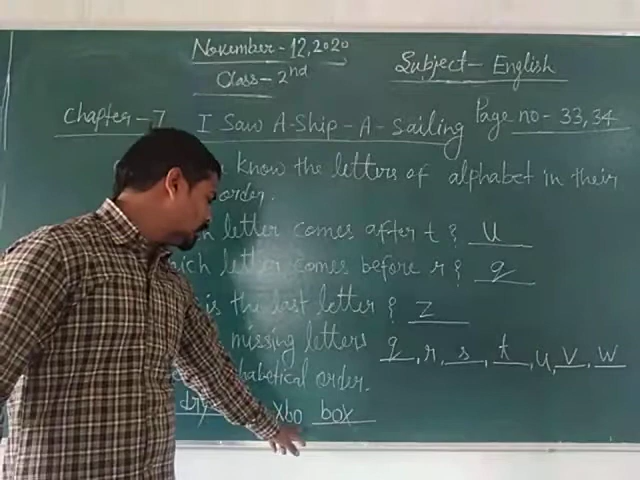 November - 12, 2020
Class - 2nd
Subject - English
Chapter - 7 I Saw A-Ship-A-Sailing Page no - 33, 34
know the letters of alphabet in their
order.
letter comes after t? u
letter comes before r? q
is the last letter? z
missing letters q, r, s, t, u, v, w
order.
dry xbo box